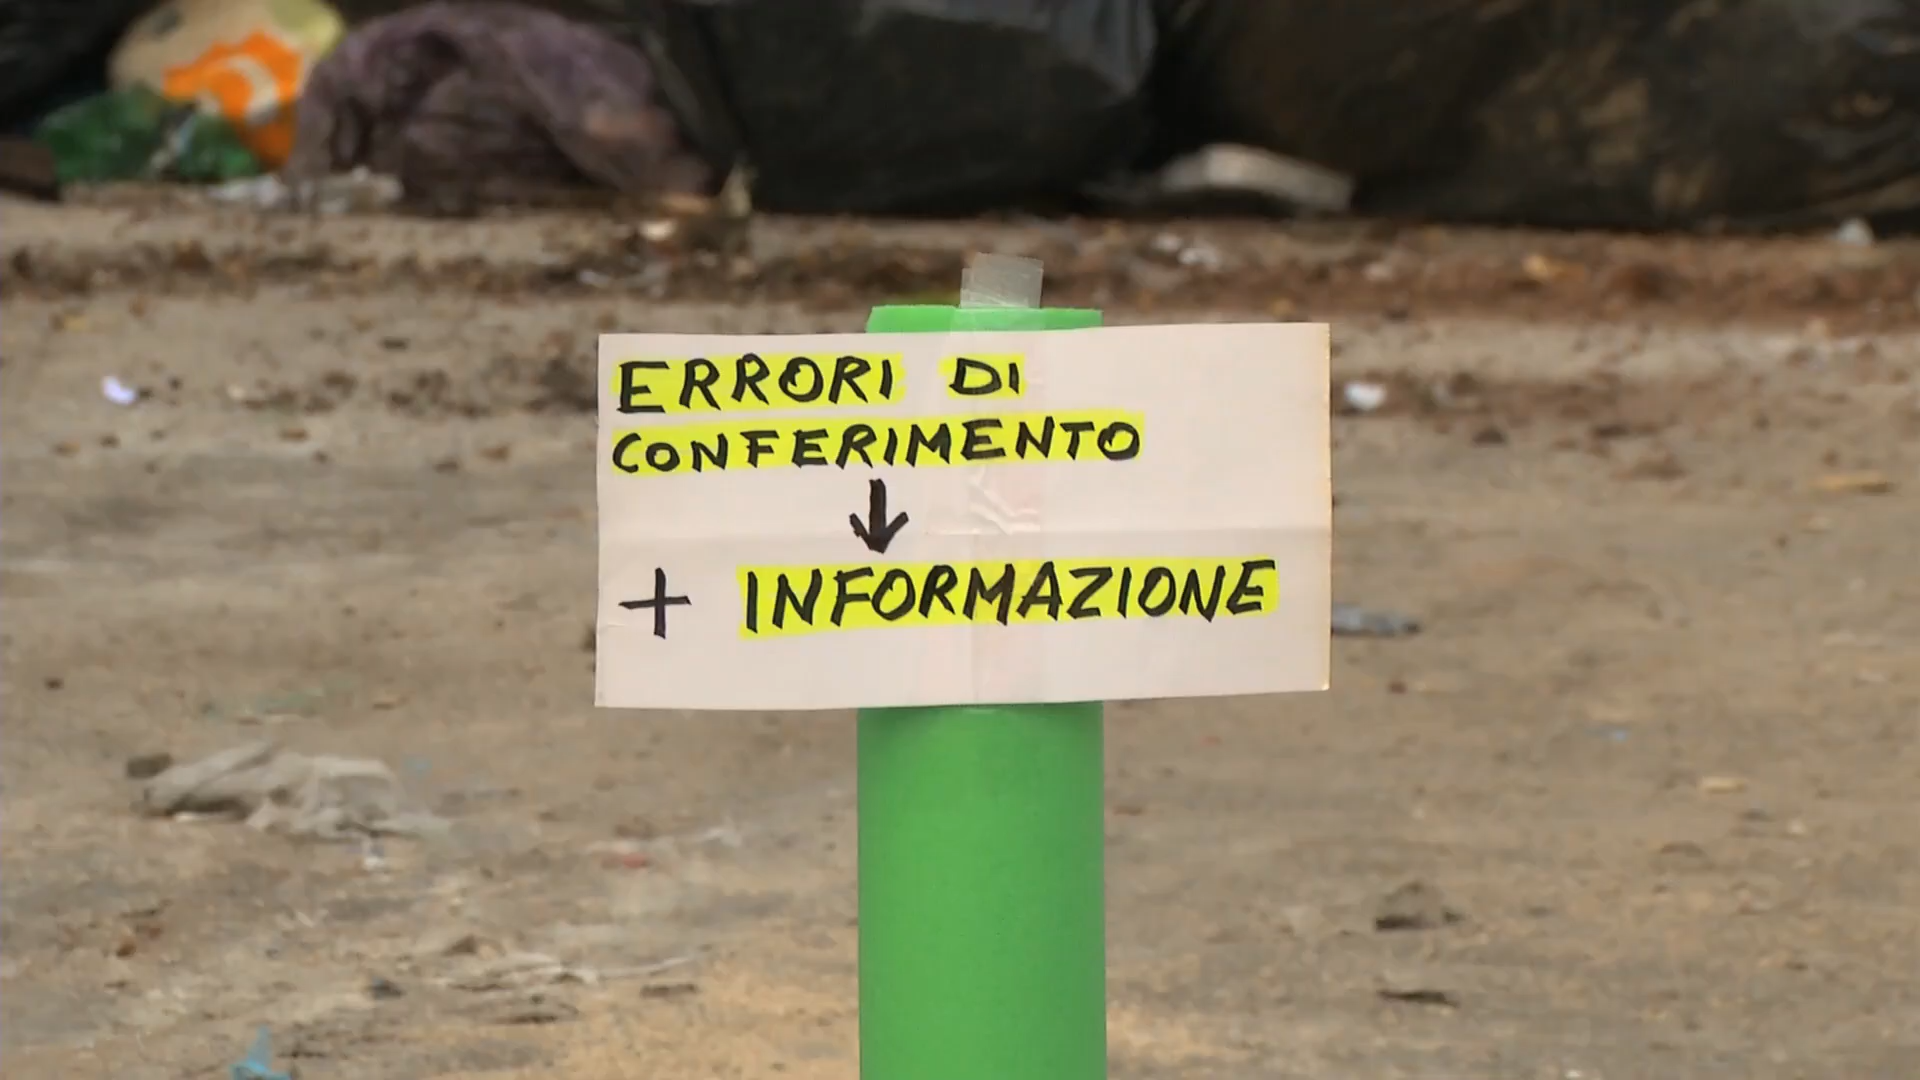 ERRORI DI
CONFERIMENTO
↓
+ INFORMAZIONE